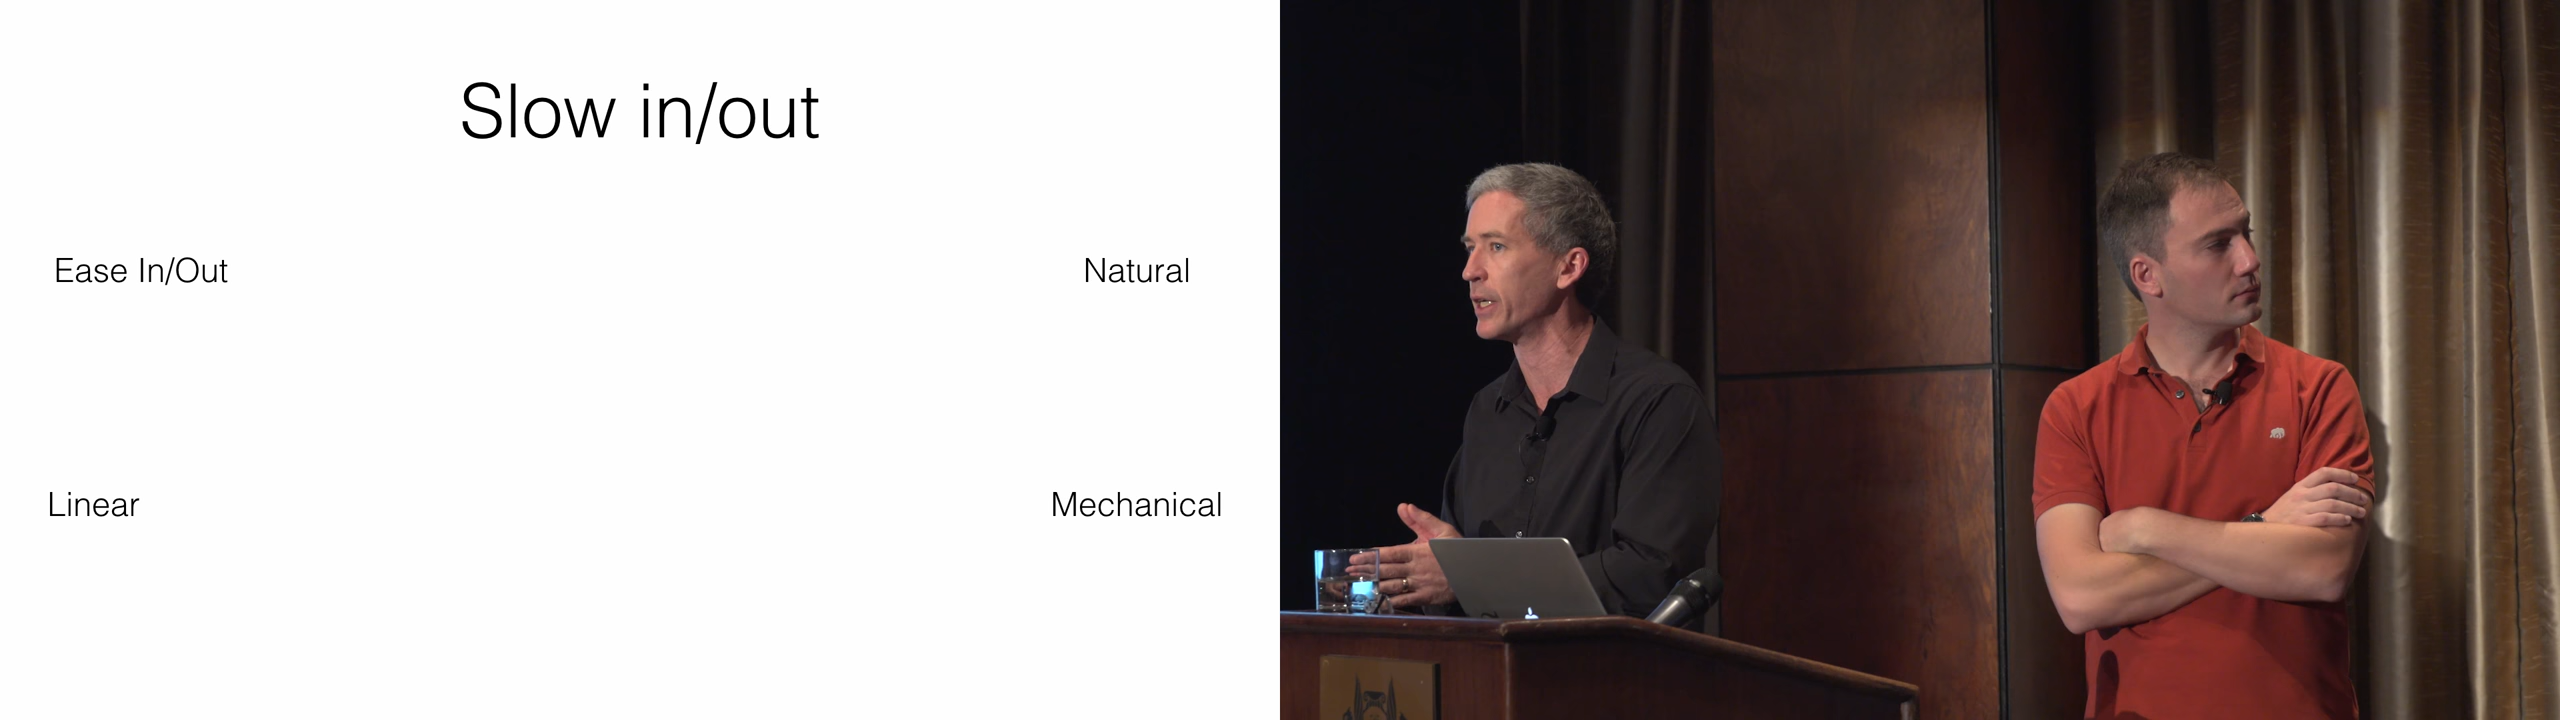 Slow in/out
Ease In/Out
Natural
Linear
Mechanical